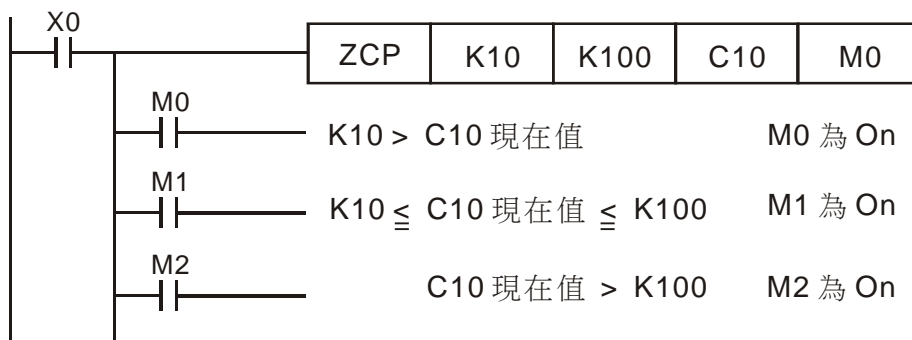 X0
ZCP K10 K100 C10 M0
M0
K10 > C10 現在值 M0 為 On
M1
K10 ≦ C10 現在值 ≦ K100 M1 為 On
M2
C10 現在值 > K100 M2 為 On